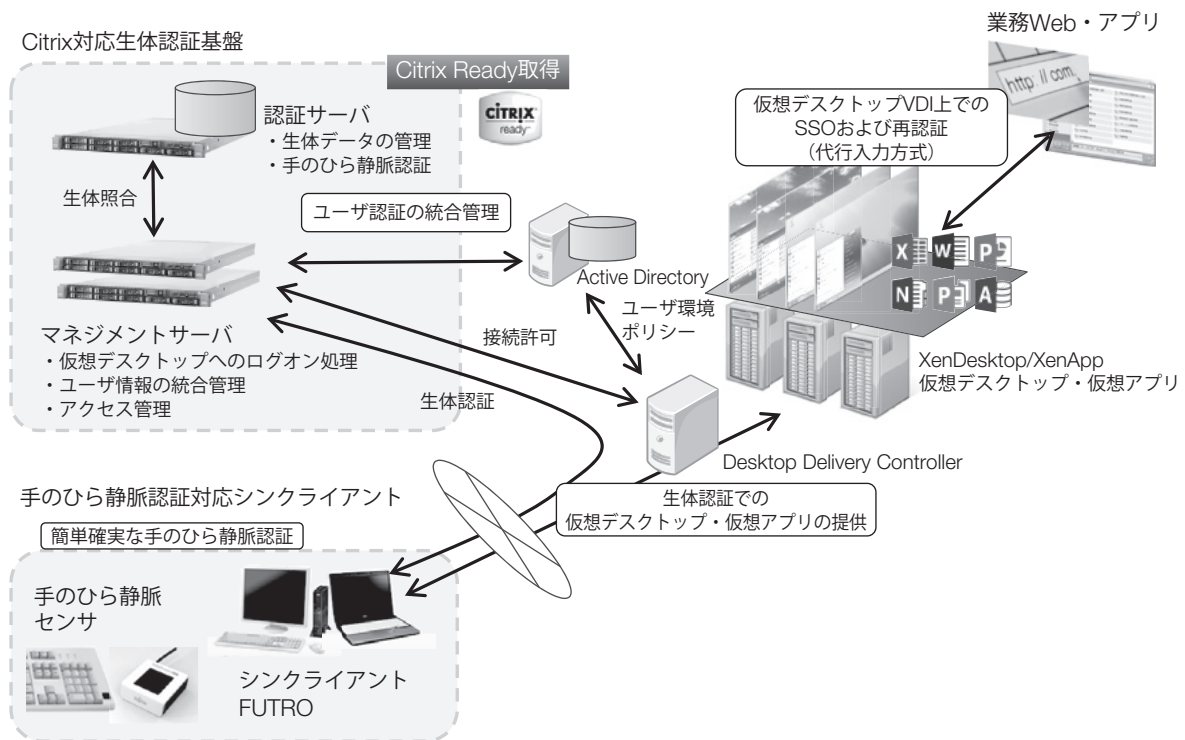 業務Web・アプリ
http: // com.
Citrix対応生体認証基盤
Citrix Ready取得
CITRIX
ready
認証サーバ
・生体データの管理
・手のひら静脈認証
仮想デスクトップVDI上での
SSOおよび再認証
（代行入力方式）
生体照合
ユーザ認証の統合管理
X W P
N P A
Active Directory
ユーザ環境
ポリシー
マネジメントサーバ
・仮想デスクトップへのログオン処理
・ユーザ情報の統合管理
・アクセス管理
接続許可
生体認証
XenDesktop/XenApp
仮想デスクトップ・仮想アプリ
Desktop Delivery Controller
生体認証での
仮想デスクトップ・仮想アプリの提供
手のひら静脈認証対応シンクライアント
簡単確実な手のひら静脈認証
手のひら静脈
センサ
シンクライアント
FUTRO